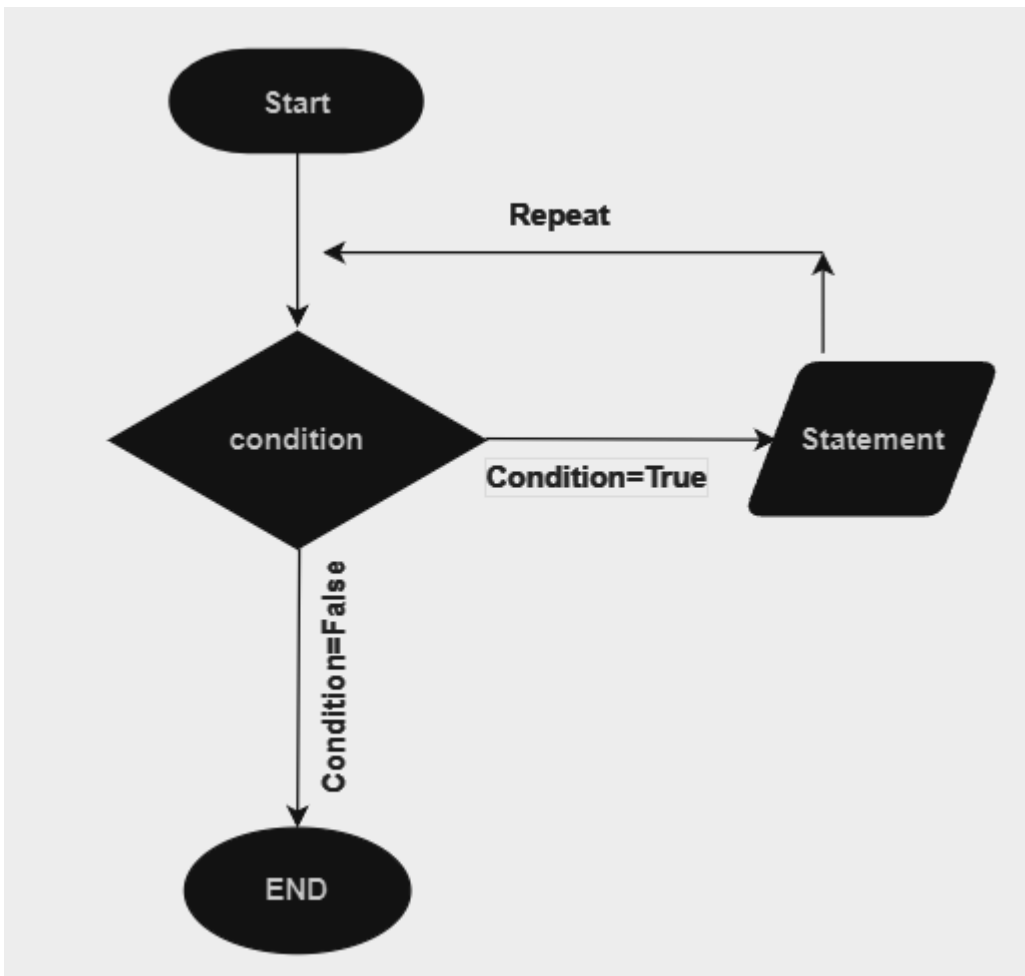 Start
Repeat
condition
Condition=True
Statement
Condition=False
END